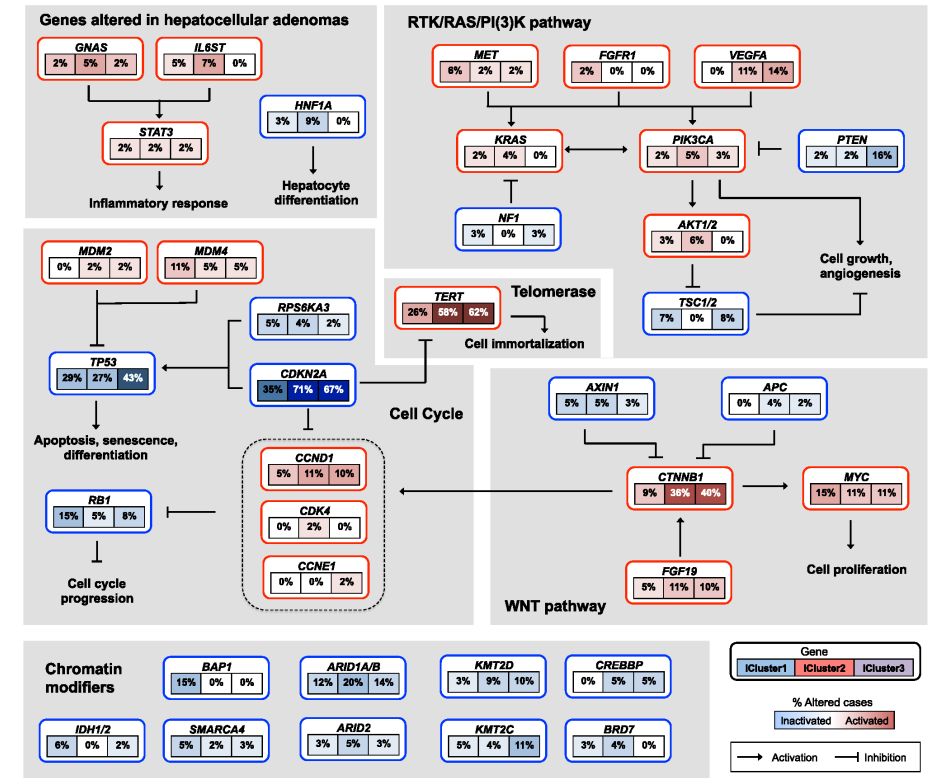 Genes altered in hepatocellular adenomas
GNAS
2% 5% 2%
IL6ST
5% 7% 0%
HNF1A
3% 9% 0%
STAT3
2% 2% 2%
Inflammatory response
Hepatocyte
differentiation
RTK/RAS/PI(3)K pathway
MET
6% 2% 2%
FGFR1
2% 0% 0%
VEGFA
0% 11% 14%
KRAS
2% 4% 0%
PIK3CA
2% 5% 3%
PTEN
2% 2% 16%
NF1
3% 0% 3%
AKT1/2
3% 6% 0%
Cell growth,
angiogenesis
TSC1/2
7% 0% 8%
MDM2
0% 2% 2%
MDM4
11% 5% 5%
RPS6KA3
5% 4% 2%
TP53
29% 27% 43%
CDKN2A
35% 71% 67%
Apoptosis, senescence,
differentiation
Cell Cycle
CCND1
5% 11% 10%
CDK4
0% 2% 0%
CCNE1
0% 0% 2%
RB1
15% 5% 8%
Cell cycle
progression
TERT
26% 58% 62%
Telomerase
Cell immortalization
AXIN1
5% 5% 3%
APC
0% 4% 2%
CTNNB1
9% 36% 40%
MYC
15% 11% 11%
FGF19
5% 11% 10%
Cell proliferation
WNT pathway
Chromatin
modifiers
BAP1
15% 0% 0%
ARID1A/B
12% 20% 14%
KMT2D
3% 9% 10%
CREBBP
0% 5% 5%
IDH1/2
6% 0% 2%
SMARCA4
5% 2% 3%
ARID2
3% 5% 3%
KMT2C
5% 4% 11%
BRD7
3% 4% 0%
Gene
iCluster1 iCluster2 iCluster3
% Altered cases
Inactivated Activated
Activation Inhibition